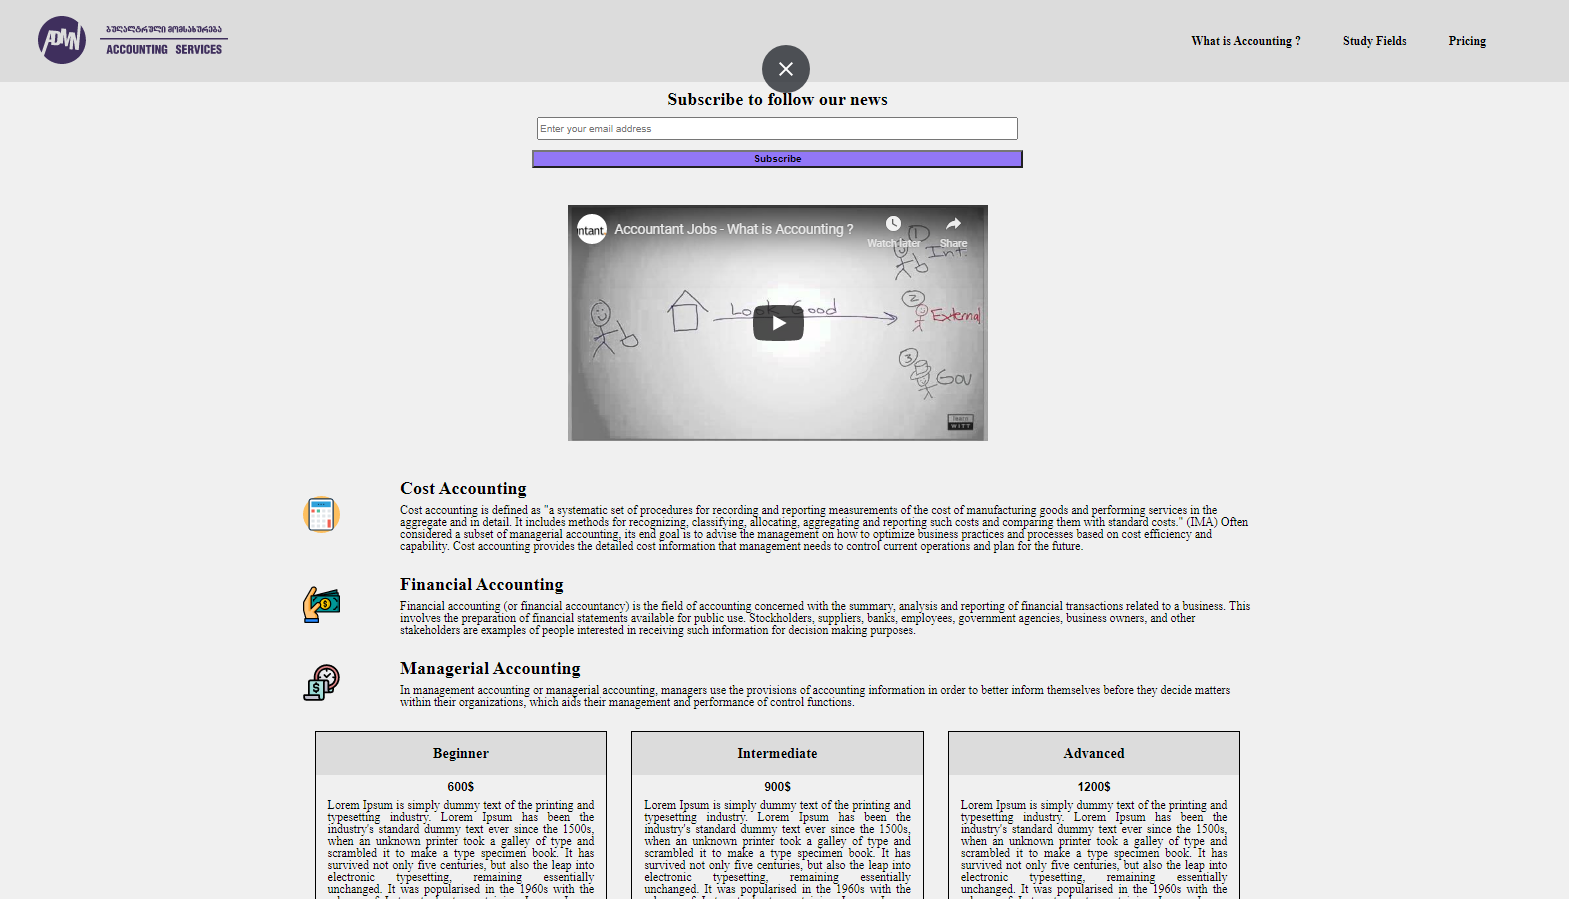 ADMN
ბუღალტრული მომსახურება
ACCOUNTING SERVICES
What is Accounting ?
Study Fields
Pricing
Subscribe to follow our news
Enter your email address
Subscribe
ntant.
Accountant Jobs - What is Accounting ?
Watch later
Share
1
Int.
Look Good
2
External
3
Gov
WITT
Cost Accounting
Cost accounting is defined as "a systematic set of procedures for recording and reporting measurements of the cost of manufacturing goods and performing services in the
aggregate and in detail. It includes methods for recognizing, classifying, allocating, aggregating and reporting such costs and comparing them with standard costs." (IMA) Often
considered a subset of managerial accounting, its end goal is to advise the management on how to optimize business practices and processes based on cost efficiency and
capability. Cost accounting provides the detailed cost information that management needs to control current operations and plan for the future.
Financial Accounting
Financial accounting (or financial accountancy) is the field of accounting concerned with the summary, analysis and reporting of financial transactions related to a business. This
involves the preparation of financial statements available for public use. Stockholders, suppliers, banks, employees, government agencies, business owners, and other
stakeholders are examples of people interested in receiving such information for decision making purposes.
Managerial Accounting
In management accounting or managerial accounting, managers use the provisions of accounting information in order to better inform themselves before they decide matters
within their organizations, which aids their management and performance of control functions.
Beginner
600$
Lorem Ipsum is simply dummy text of the printing and
typesetting industry. Lorem Ipsum has been the
industry's standard dummy text ever since the 1500s,
when an unknown printer took a galley of type and
scrambled it to make a type specimen book. It has
survived not only five centuries, but also the leap into
electronic typesetting, remaining essentially
unchanged. It was popularised in the 1960s with the
Intermediate
900$
Lorem Ipsum is simply dummy text of the printing and
typesetting industry. Lorem Ipsum has been the
industry's standard dummy text ever since the 1500s,
when an unknown printer took a galley of type and
scrambled it to make a type specimen book. It has
survived not only five centuries, but also the leap into
electronic typesetting, remaining essentially
unchanged. It was popularised in the 1960s with the
Advanced
1200$
Lorem Ipsum is simply dummy text of the printing and
typesetting industry. Lorem Ipsum has been the
industry's standard dummy text ever since the 1500s,
when an unknown printer took a galley of type and
scrambled it to make a type specimen book. It has
survived not only five centuries, but also the leap into
electronic typesetting, remaining essentially
unchanged. It was popularised in the 1960s with the